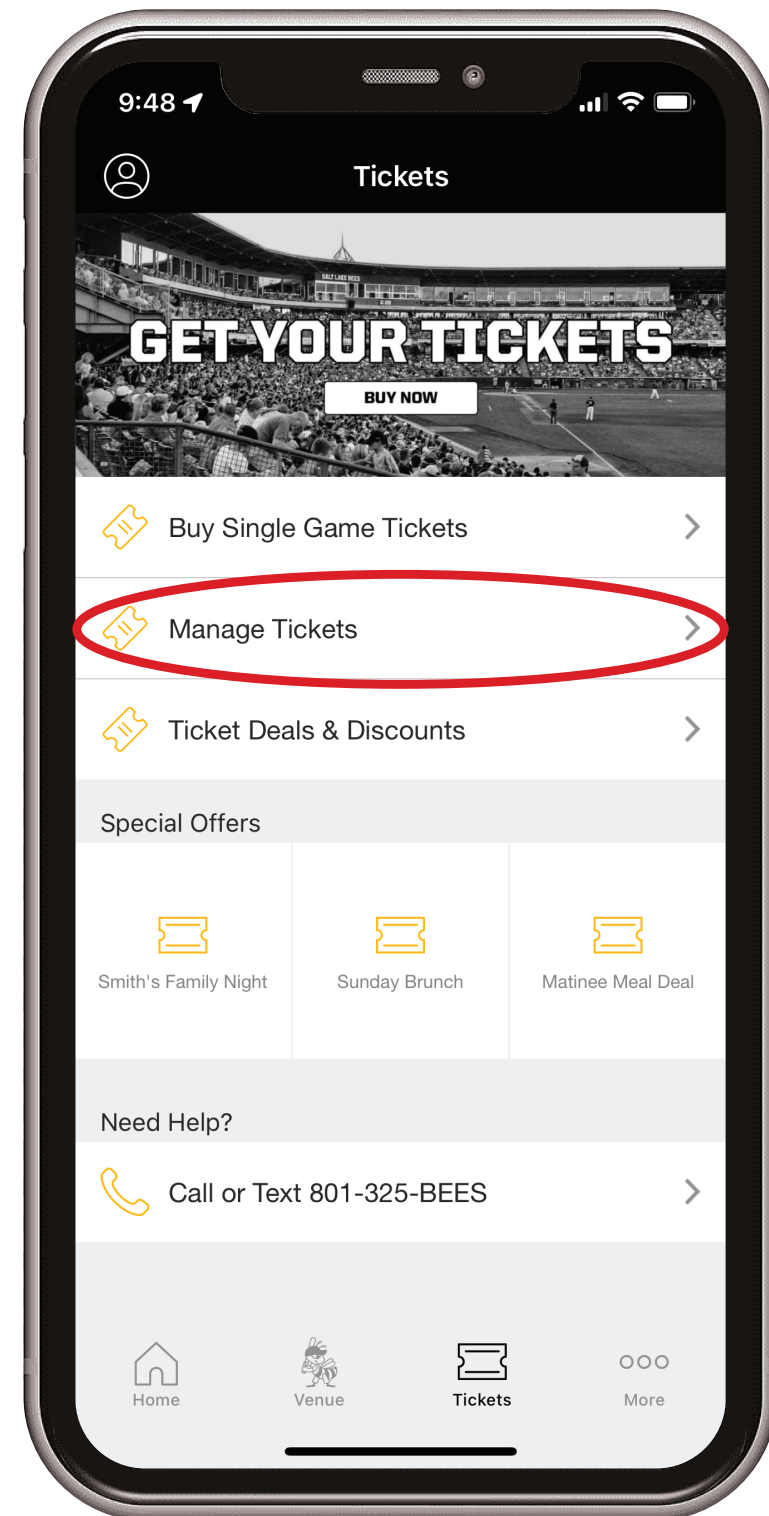 9:48
Tickets
SALT LAKE BEES
GET YOUR TICKETS
BUY NOW
Buy Single Game Tickets
Manage Tickets
Ticket Deals & Discounts
Special Offers
Smith's Family Night
Sunday Brunch
Matinee Meal Deal
Need Help?
Call or Text 801-325-BEES
Home
Venue
Tickets
More